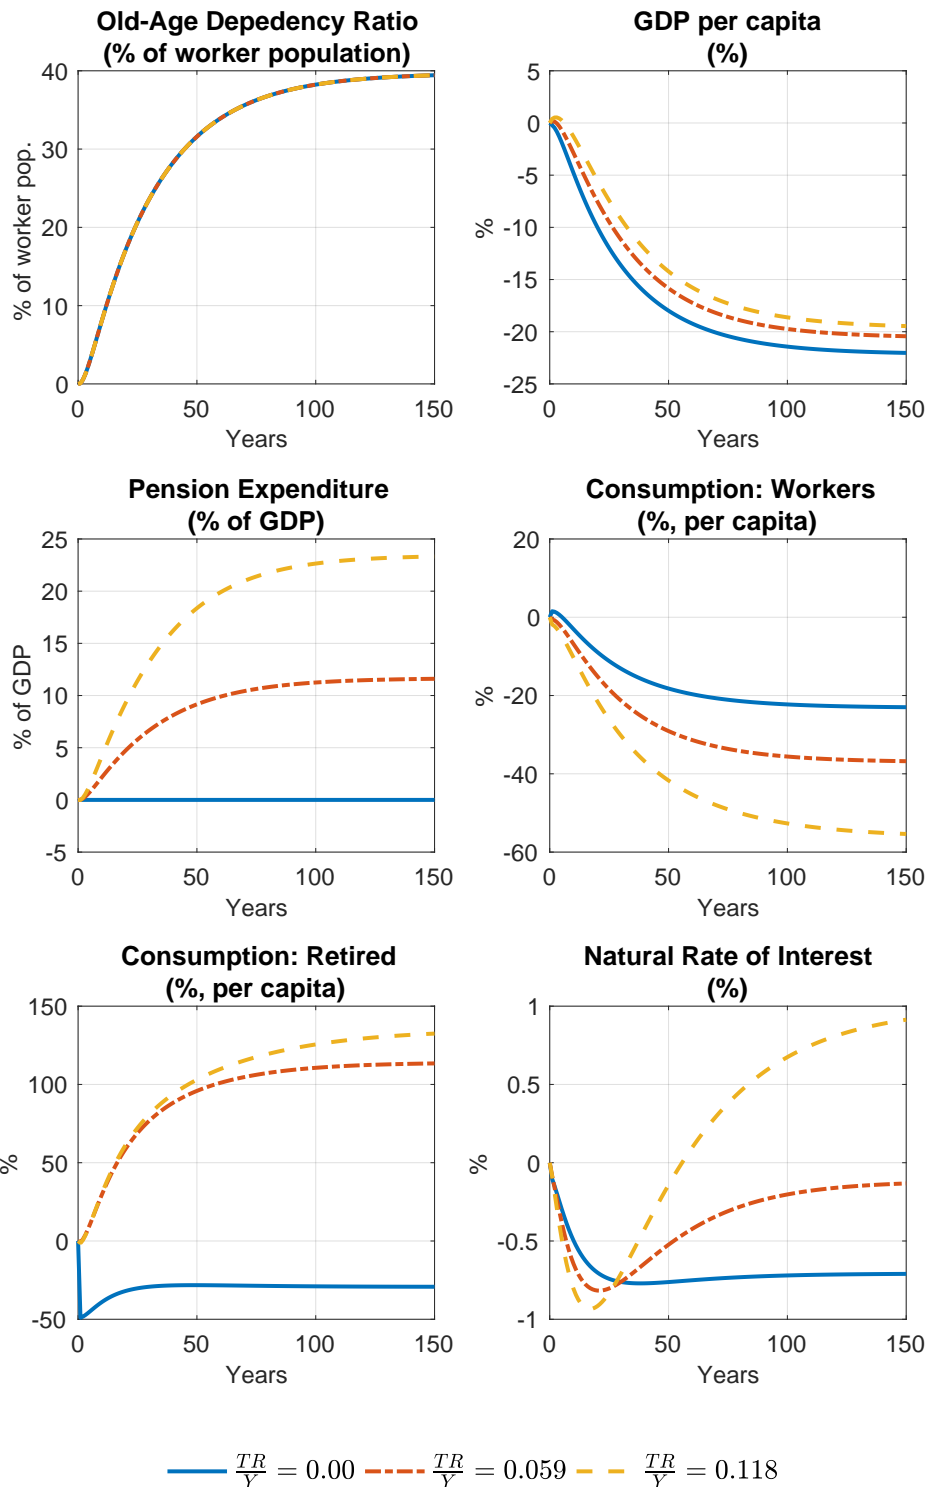 Old-Age Depedency Ratio
(% of worker population)
GDP per capita
(%)
40
30
20
10
0
% of worker pop.
0 50 100 150
Years
5
0
-5
-10
-15
-20
-25
%
0 50 100 150
Years
Pension Expenditure
(% of GDP)
Consumption: Workers
(%, per capita)
25
20
15
10
5
0
-5
% of GDP
0 50 100 150
Years
20
0
-20
-40
-60
%
0 50 100 150
Years
Consumption: Retired
(%, per capita)
Natural Rate of Interest
(%)
150
100
50
0
-50
%
0 50 100 150
Years
1
0.5
0
-0.5
-1
%
0 50 100 150
Years
TR/Y = 0.00 TR/Y = 0.059 TR/Y = 0.118